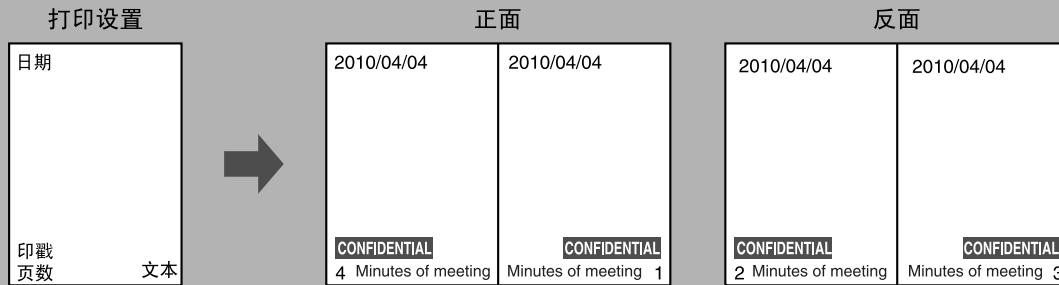 打印设置
正面
反面
日期
印戳
页数 文本
2010/04/04
CONFIDENTIAL
4 Minutes of meeting
2010/04/04
CONFIDENTIAL
Minutes of meeting 1
2010/04/04
CONFIDENTIAL
2 Minutes of meeting
2010/04/04
CONFIDENTIAL
Minutes of meeting 3